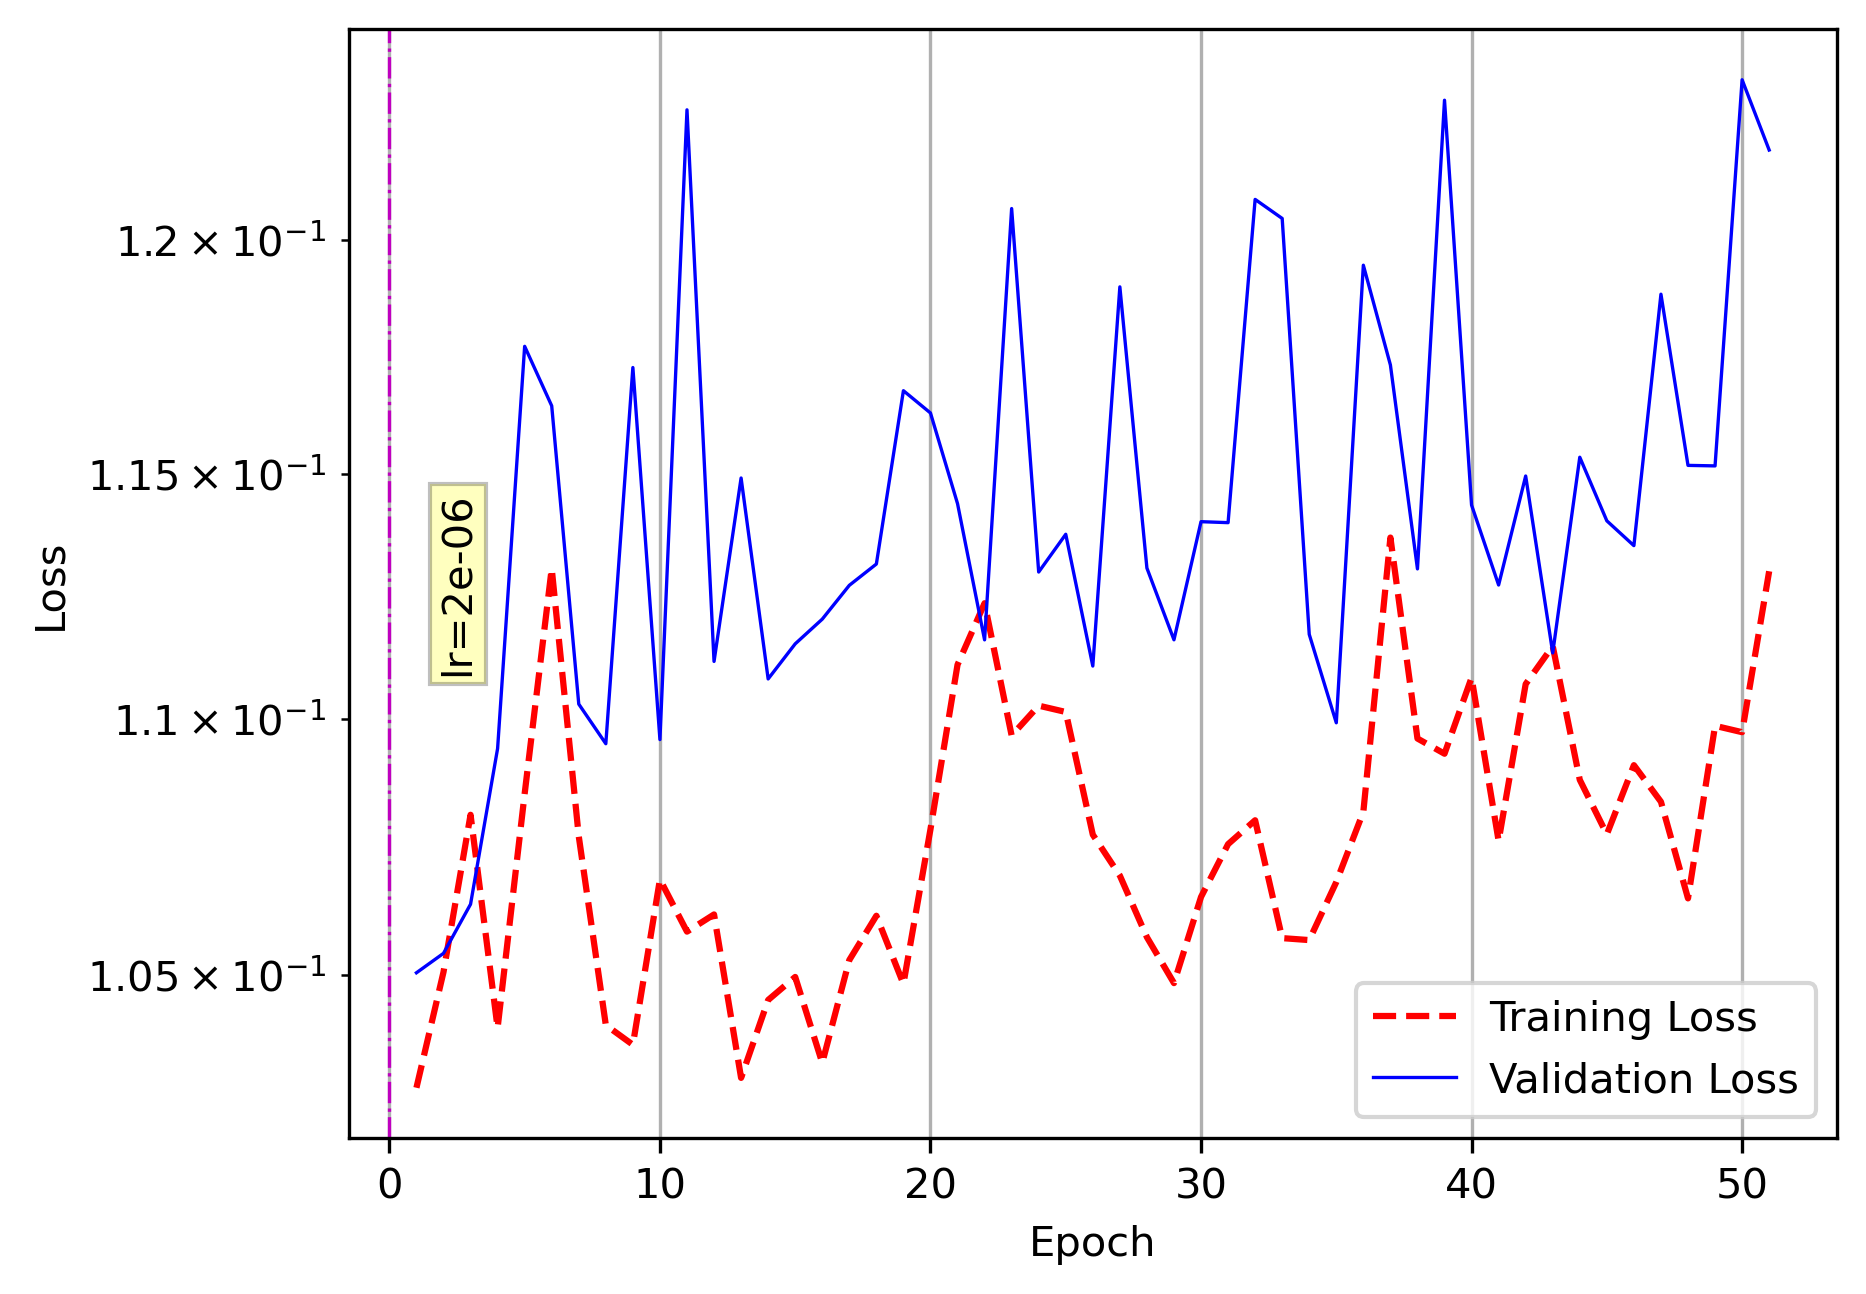 1.2 × 10⁻¹
1.15 × 10⁻¹
1.1 × 10⁻¹
1.05 × 10⁻¹
Loss
lr=2e-06
Training Loss
Validation Loss
0 10 20 30 40 50
Epoch